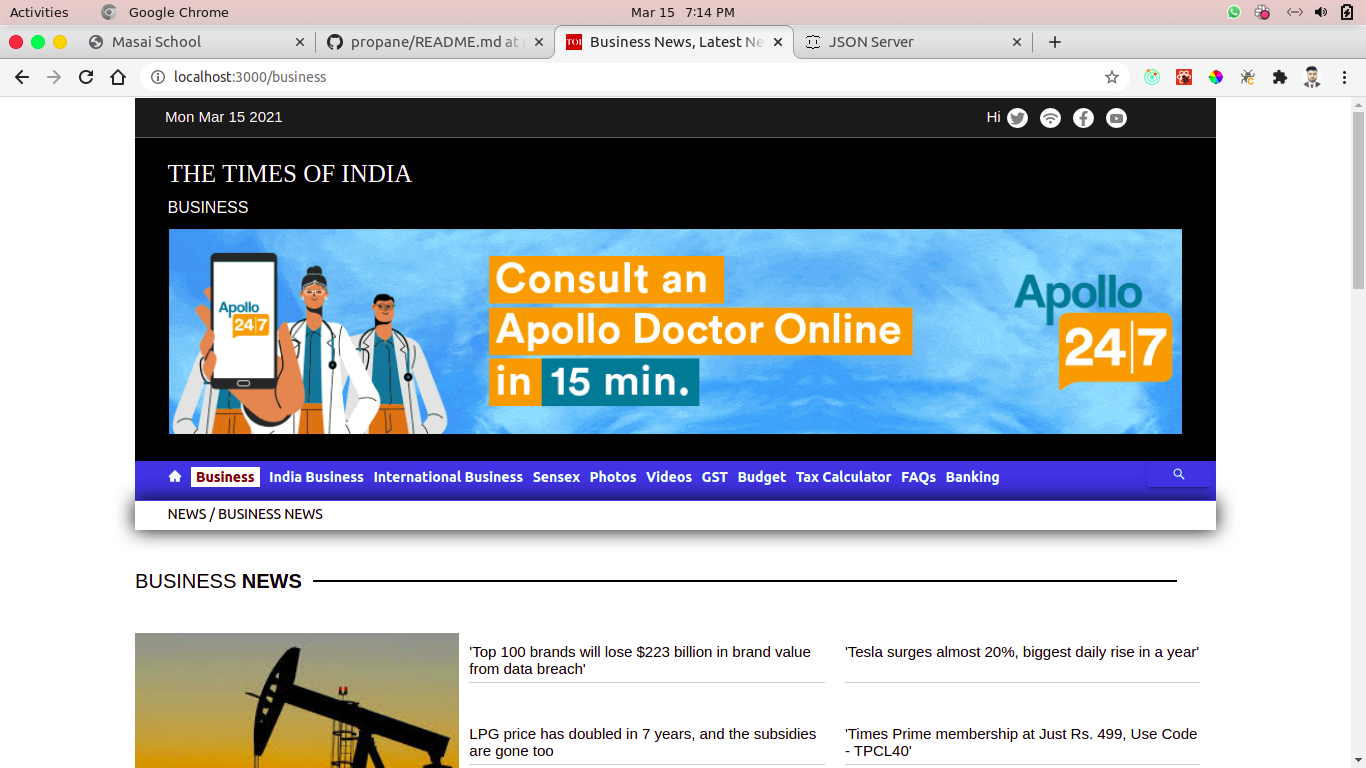 Activities Google Chrome Mar 15 7:14 PM
Masai School propane/README.md at Business News, Latest Ne JSON Server
localhost:3000/business
Mon Mar 15 2021 Hi
THE TIMES OF INDIA
BUSINESS
Consult an
Apollo Doctor Online
in 15 min.
Apollo
24|7
Apollo
24|7
Business India Business International Business Sensex Photos Videos GST Budget Tax Calculator FAQs Banking
NEWS / BUSINESS NEWS
BUSINESS NEWS
'Top 100 brands will lose $223 billion in brand value
from data breach'
'Tesla surges almost 20%, biggest daily rise in a year'
LPG price has doubled in 7 years, and the subsidies
are gone too
'Times Prime membership at Just Rs. 499, Use Code
- TPCL40'